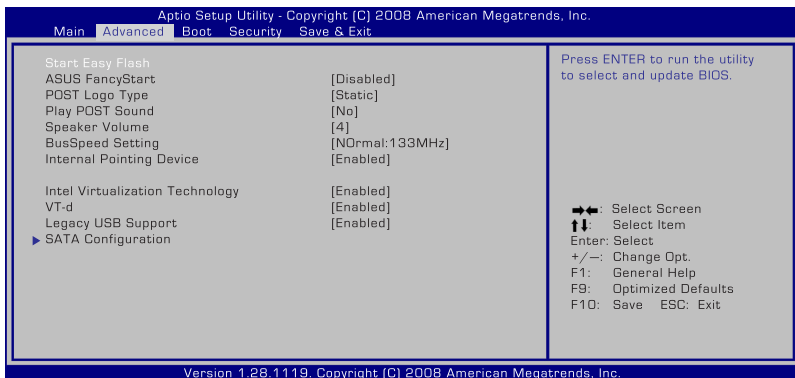 Aptio Setup Utility - Copyright (C) 2008 American Megatrends, Inc.
Main Advanced Boot Security Save & Exit
Start Easy Flash
ASUS FancyStart [Disabled]
POST Logo Type [Static]
Play POST Sound [No]
Speaker Volume [4]
BusSpeed Setting [NOrmal:133MHz]
Internal Pointing Device [Enabled]
Intel Virtualization Technology [Enabled]
VT-d [Enabled]
Legacy USB Support [Enabled]
SATA Configuration
Press ENTER to run the utility
to select and update BIOS.
➡⬅: Select Screen
⬆⬇: Select Item
Enter: Select
+/—: Change Opt.
F1: General Help
F9: Optimized Defaults
F10: Save ESC: Exit
Version 1.28.1119. Copyright (C) 2008 American Megatrends, Inc.